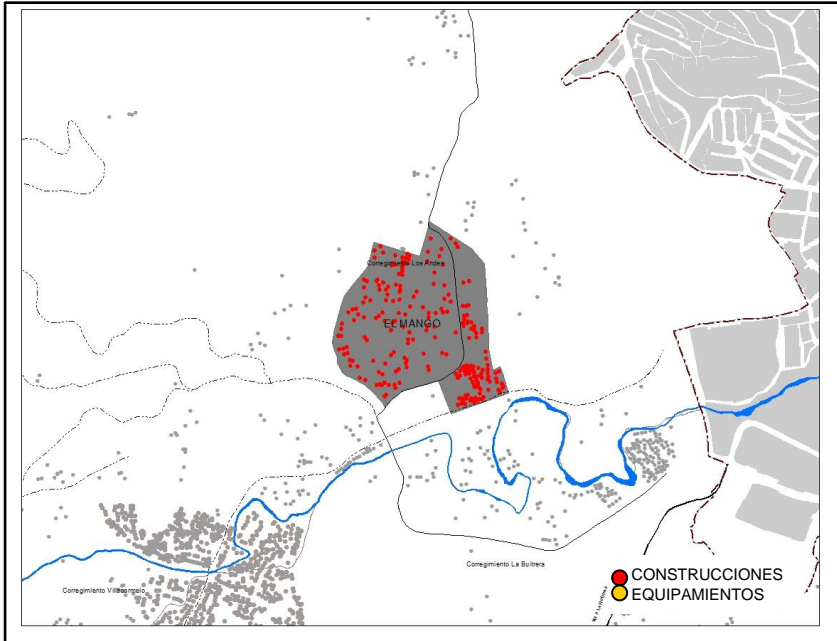 Corregimiento Los Andes
EL MANGO
Corregimiento La Buitrera
Corregimiento Villacarmelo
CONSTRUCCIONES
EQUIPAMIENTOS